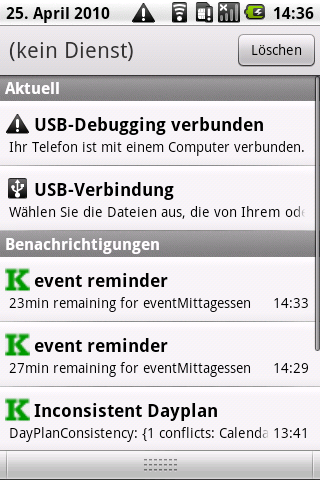 25. April 2010 14:36
(kein Dienst) Löschen
Aktuell
USB-Debugging verbunden
Ihr Telefon ist mit einem Computer verbunden.
USB-Verbindung
Wählen Sie die Dateien aus, die von Ihrem ode
Benachrichtigungen
K event reminder
23min remaining for eventMittagessen 14:33
K event reminder
27min remaining for eventMittagessen 14:29
K Inconsistent Dayplan
DayPlanConsistency: {1 conflicts: Calenda 13:41